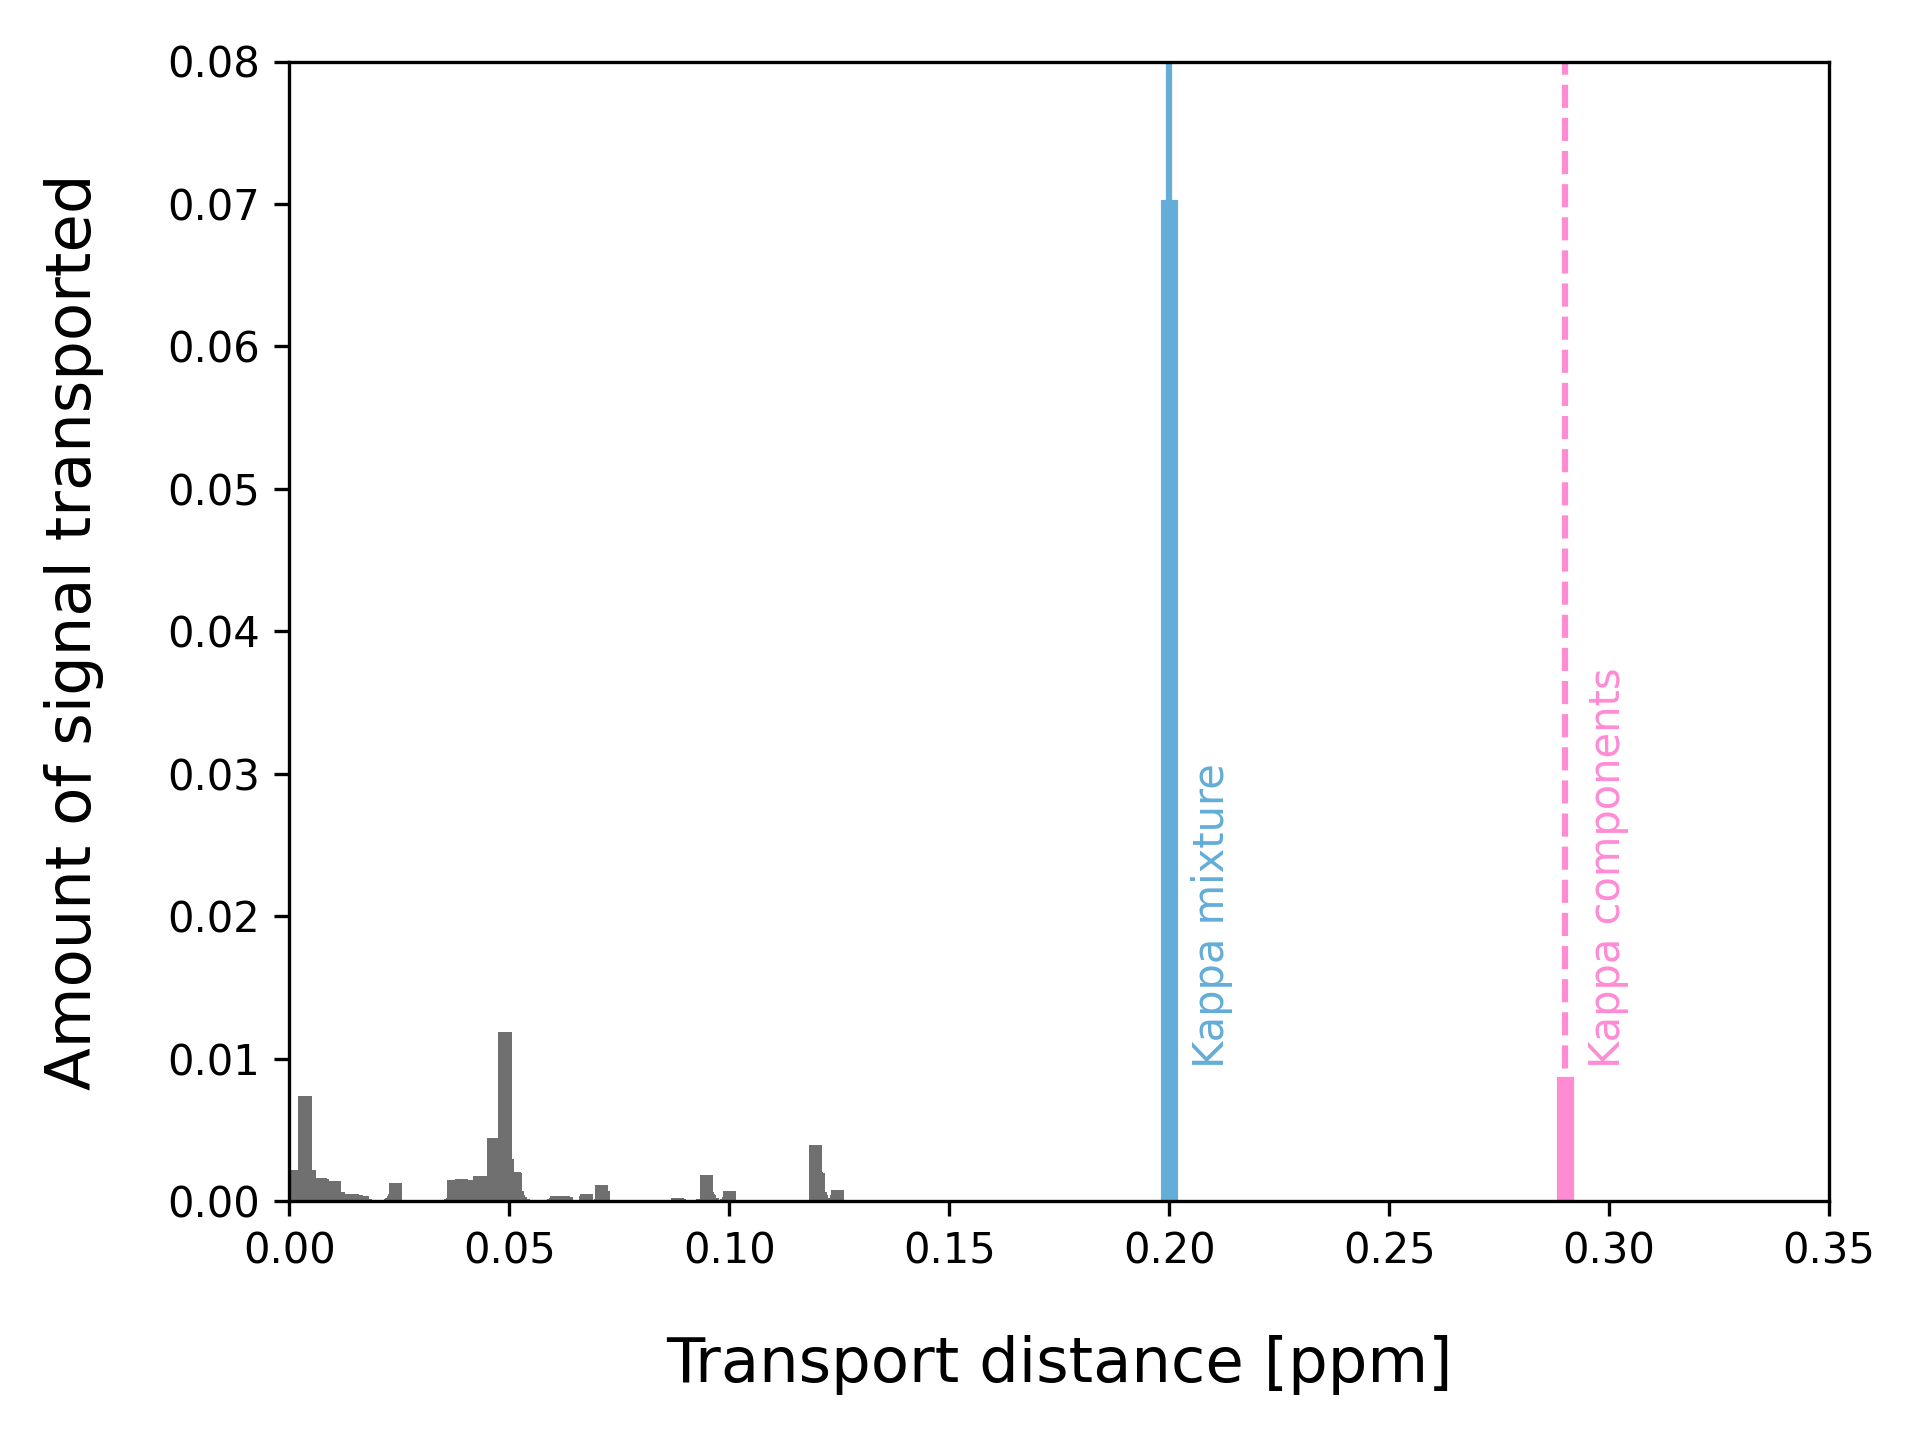 Amount of signal transported
0.08
0.07
0.06
0.05
0.04
0.03
0.02
0.01
0.00
Kappa mixture
Kappa components
0.00 0.05 0.10 0.15 0.20 0.25 0.30 0.35
Transport distance [ppm]